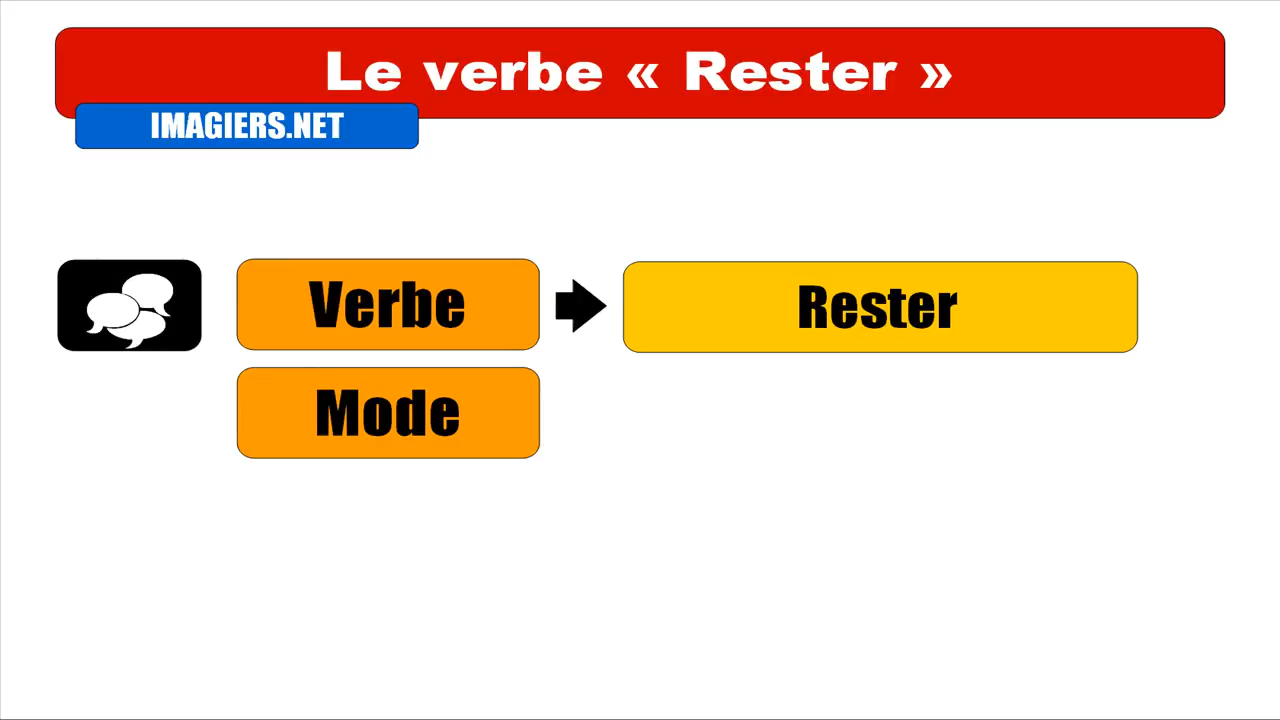 Le verbe « Rester »
IMAGIERS.NET
Verbe
Rester
Mode